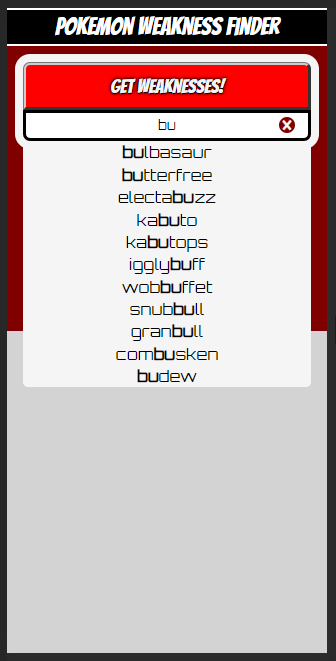 POKEMON WEAKNESS FINDER
GET WEAKNESSES!
bu
bulbasaur
butterfree
electabuzz
kabuto
kabutops
igglybuff
wobbuffet
snubbull
granbull
combusken
budew